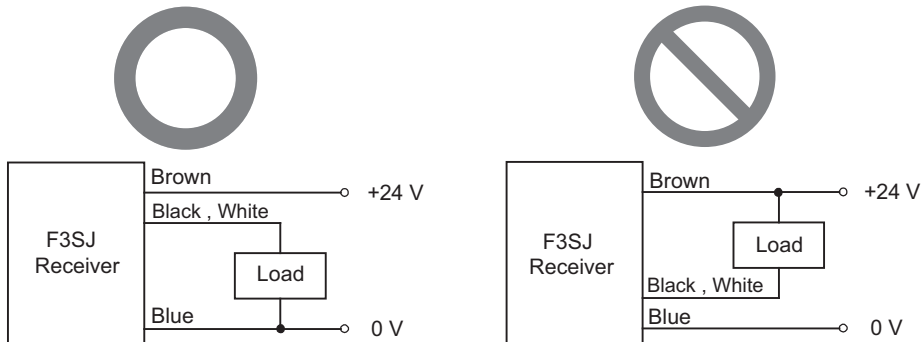 Brown
+24 V
Black , White
F3SJ
Receiver
Load
Blue
0 V
Brown
+24 V
F3SJ
Receiver
Load
Black , White
Blue
0 V